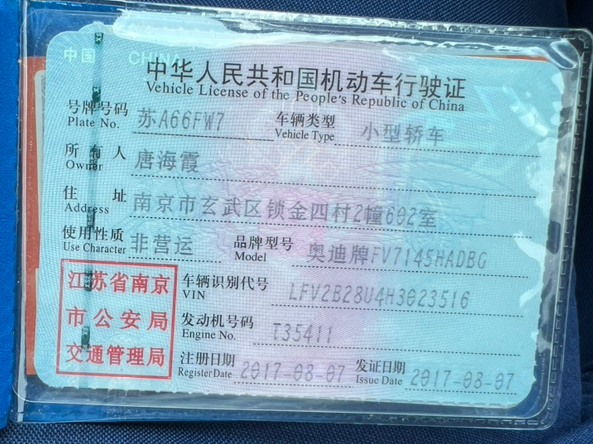 中国 CHINA
中华人民共和国机动车行驶证
Vehicle License of the People's Republic of China
号牌号码 苏A66FW7 车辆类型 小型轿车
Plate No. Vehicle Type
所有人 唐海霞
Owner
住址 南京市玄武区锁金四村2幢602室
Address
使用性质 非营运 品牌型号 奥迪牌FV7145HADBG
Use Character Model
江苏省南京
市公安局
交通管理局
车辆识别代号 LFV2B28U4H3023516
VIN
发动机号码 T35411
Engine No.
注册日期 2017-08-07 发证日期 2017-08-07
Register Date Issue Date